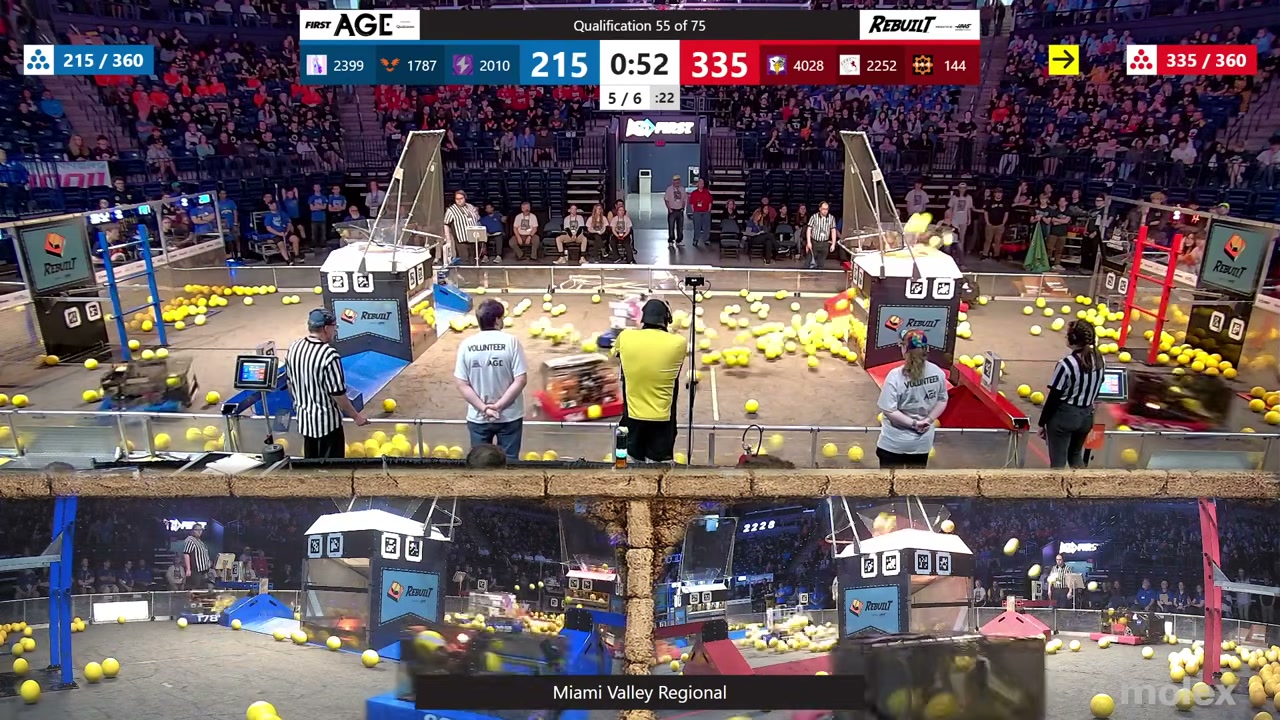 FIRST AGE
Qualification 55 of 75
REBUILT
215 / 360
2399 1787 2010 215 0:52 335 4028 2252 144
335 / 360
5 / 6 :22
FIRST
REBUILT
REBUILT
REBUILT
REBUILT
VOLUNTEER
AGE
VOLUNTEER
AGE
2228
REBUILT
REBUILT
Miami Valley Regional
molex